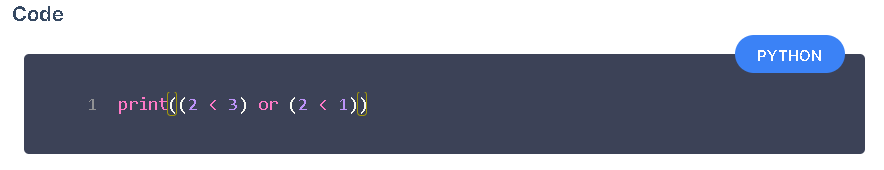 Code
PYTHON
1 print((2 < 3) or (2 < 1))